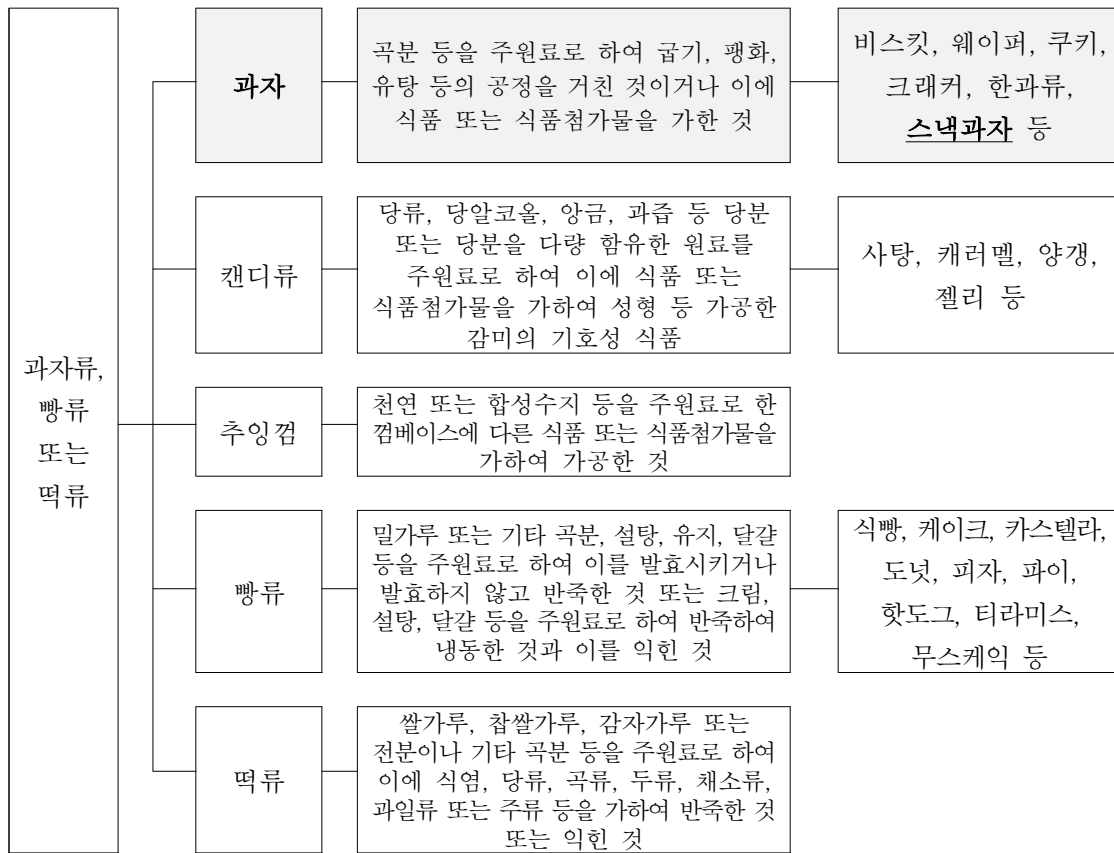 과자류,
빵류
또는
떡류
과자
곡분 등을 주원료로 하여 굽기, 팽화,
유탕 등의 공정을 거친 것이거나 이에
식품 또는 식품첨가물을 가한 것
비스킷, 웨이퍼, 쿠키,
크래커, 한과류,
스낵과자 등
캔디류
당류, 당알코올, 앙금, 과즙 등 당분
또는 당분을 다량 함유한 원료를
주원료로 하여 이에 식품 또는
식품첨가물을 가하여 성형 등 가공한
감미의 기호성 식품
사탕, 캐러멜, 양갱,
젤리 등
추잉껌
천연 또는 합성수지 등을 주원료로 한
껌베이스에 다른 식품 또는 식품첨가물을
가하여 가공한 것
빵류
밀가루 또는 기타 곡분, 설탕, 유지, 달걀
등을 주원료로 하여 이를 발효시키거나
발효하지 않고 반죽한 것 또는 크림,
설탕, 달걀 등을 주원료로 하여 반죽하여
냉동한 것과 이를 익힌 것
식빵, 케이크, 카스텔라,
도넛, 피자, 파이,
핫도그, 티라미스,
무스케익 등
떡류
쌀가루, 찹쌀가루, 감자가루 또는
전분이나 기타 곡분 등을 주원료로 하여
이에 식염, 당류, 곡류, 두류, 채소류,
과일류 또는 주류 등을 가하여 반죽한 것
또는 익힌 것